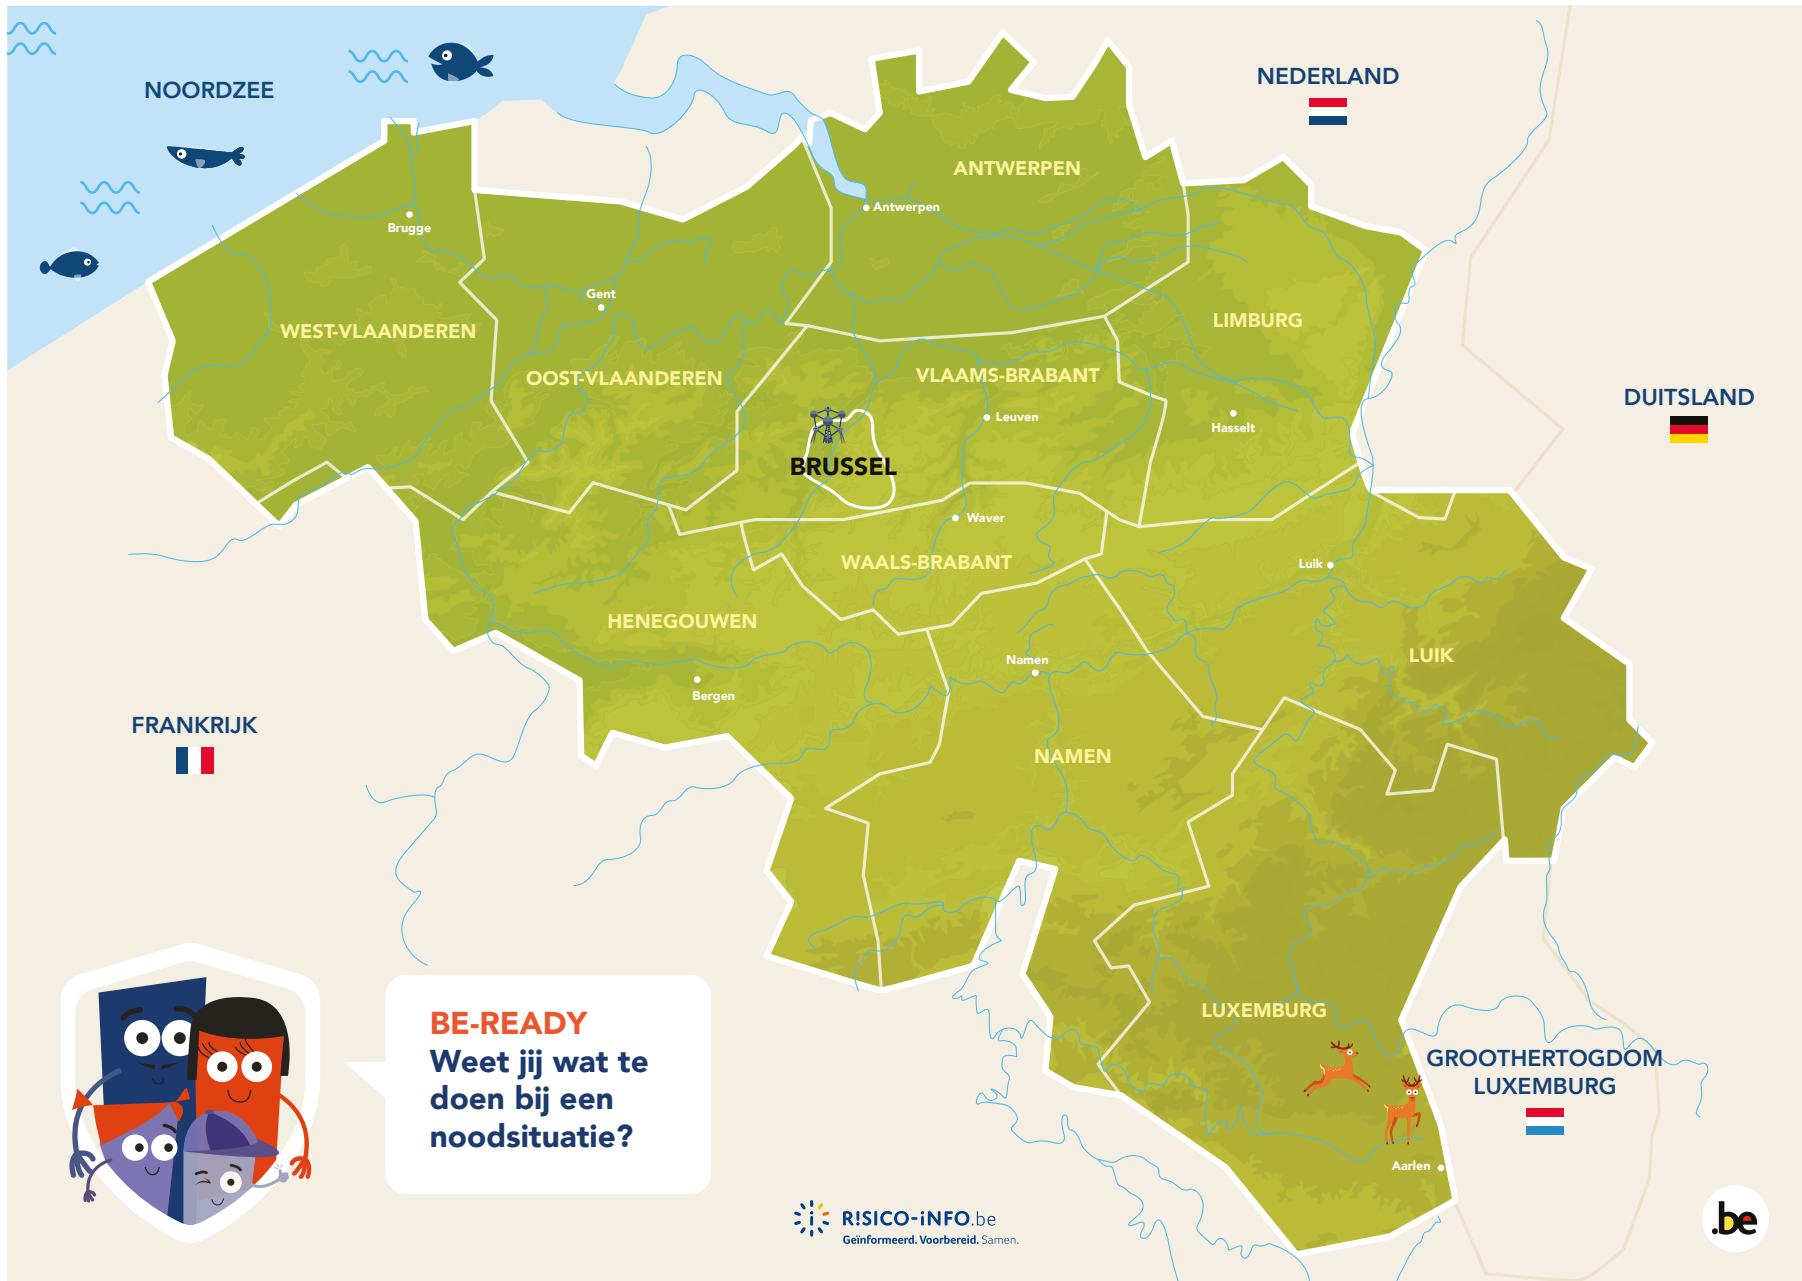 NOORDZEE
NEDERLAND
ANTWERPEN
Antwerpen
Brugge
Gent
WEST-VLAANDEREN
LIMBURG
OOST-VLAANDEREN
VLAAMS-BRABANT
DUITSLAND
Leuven
Hasselt
BRUSSEL
Waver
WAALS-BRABANT
Luik
HENEGOUWEN
LUIK
Namen
Bergen
FRANKRIJK
NAMEN
LUXEMBURG
GROOTHERTOGDOM
LUXEMBURG
Aarlen
BE-READY
Weet jij wat te
doen bij een
noodsituatie?
R!SICO-iNFO.be
Geïnformeerd. Voorbereid. Samen.
.be